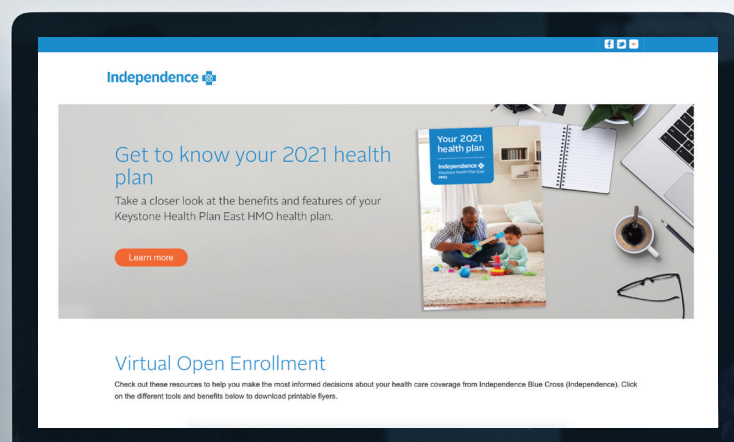 Independence
Get to know your 2021 health
plan
Take a closer look at the benefits and features of your
Keystone Health Plan East HMO health plan.
Learn more
Your 2021
health plan
Independence
Keystone Health Plan East
HMO
Virtual Open Enrollment
Check out these resources to help you make the most informed decisions about your health care coverage from Independence Blue Cross (Independence). Click
on the different tools and benefits below to download printable flyers.